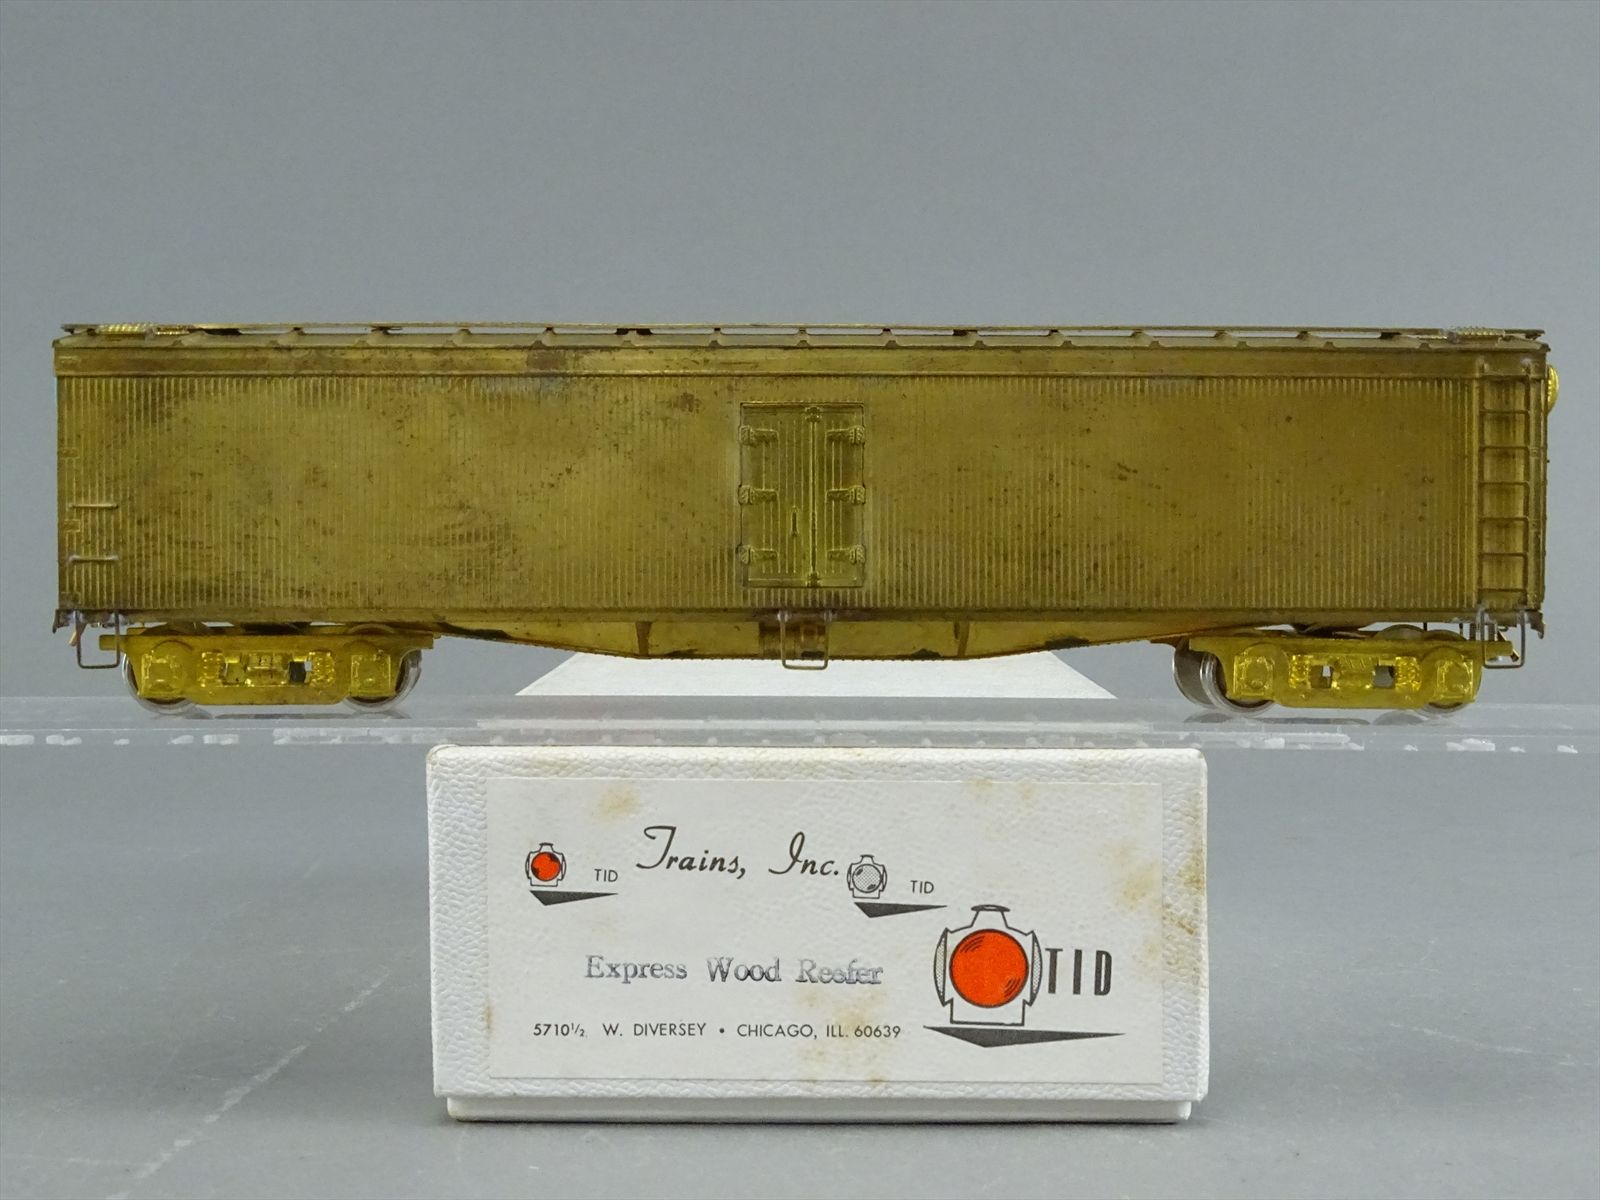 Trains, Inc.
TID
TID
TID
Express Wood Reefer
5710½ W. DIVERSEY • CHICAGO, ILL. 60639